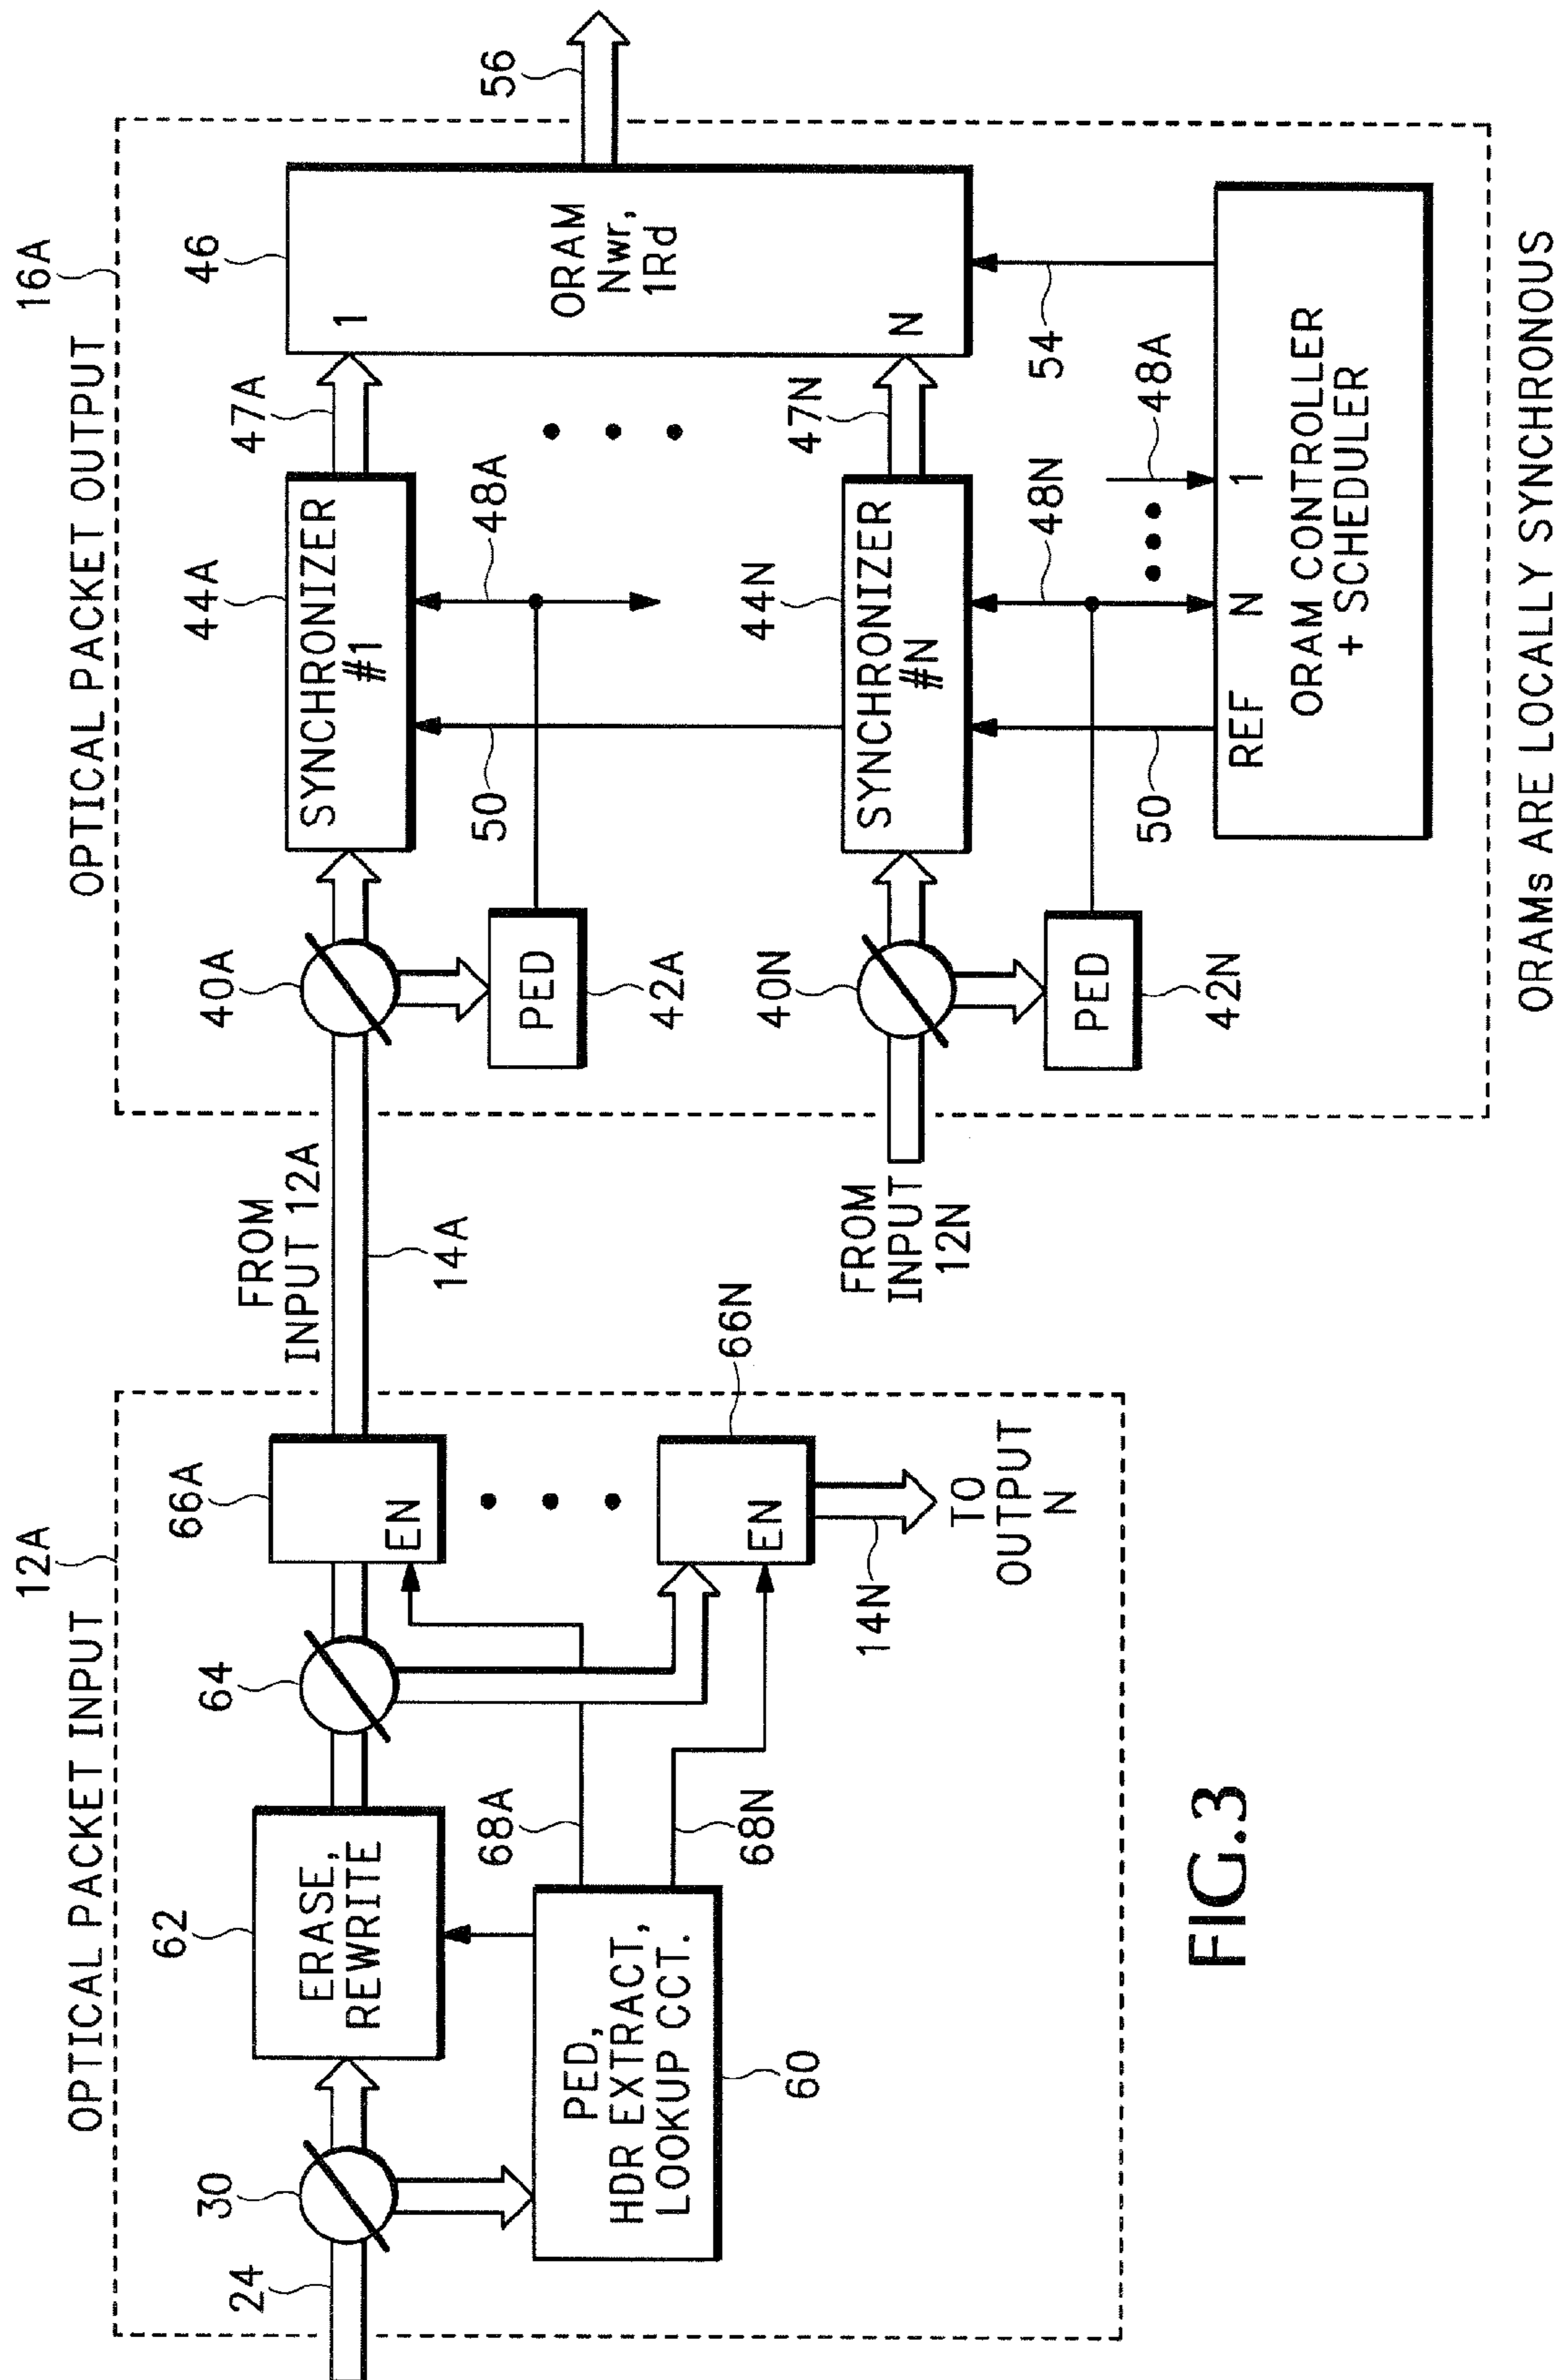 OPTICAL PACKET INPUT
12A
24
30
62
ERASE,
REWRITE
PED,
HDR EXTRACT,
LOOKUP CCT.
60
64
68A
68N
66A
EN
66N
EN
14N
TO
OUTPUT
N
FROM
INPUT 12A
14A
OPTICAL PACKET OUTPUT
16A
40A
PED
42A
44A
SYNCHRONIZER
#1
50
48A
47A
46
1
ORAM
Nwr,
1Rd
N
56
FROM
INPUT
12N
40N
PED
42N
44N
SYNCHRONIZER
#N
50
48N
47N
48A
54
REF
N
1
ORAM CONTROLLER
+ SCHEDULER
ORAMs ARE LOCALLY SYNCHRONOUS
FIG.3